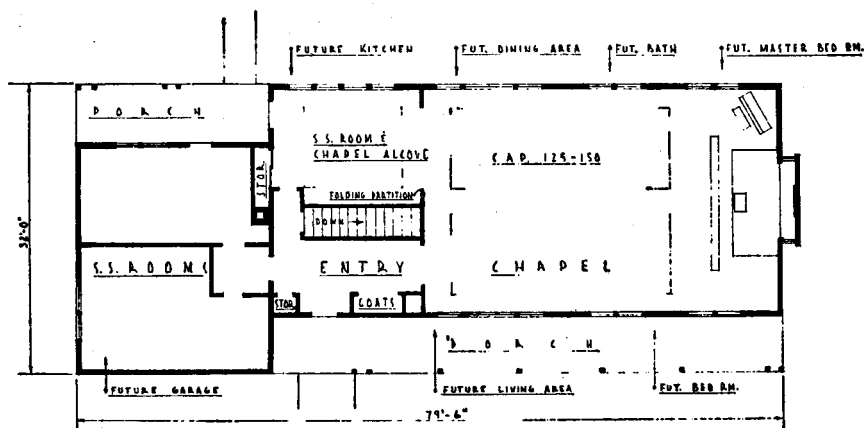 FUTURE KITCHEN
FUT. DINING AREA
FUT. BATH
FUT. MASTER BED RM.
PORCH
S.S. ROOM &
CHAPEL ALCOVE
CAP. 125-150
STOR.
FOLDING PARTITION
DOWN
32'-0"
S.S. ROOMS
ENTRY
CHAPEL
STOR.
COATS
PORCH
FUTURE GARAGE
FUTURE LIVING AREA
FUT. BED RM.
79'-6"